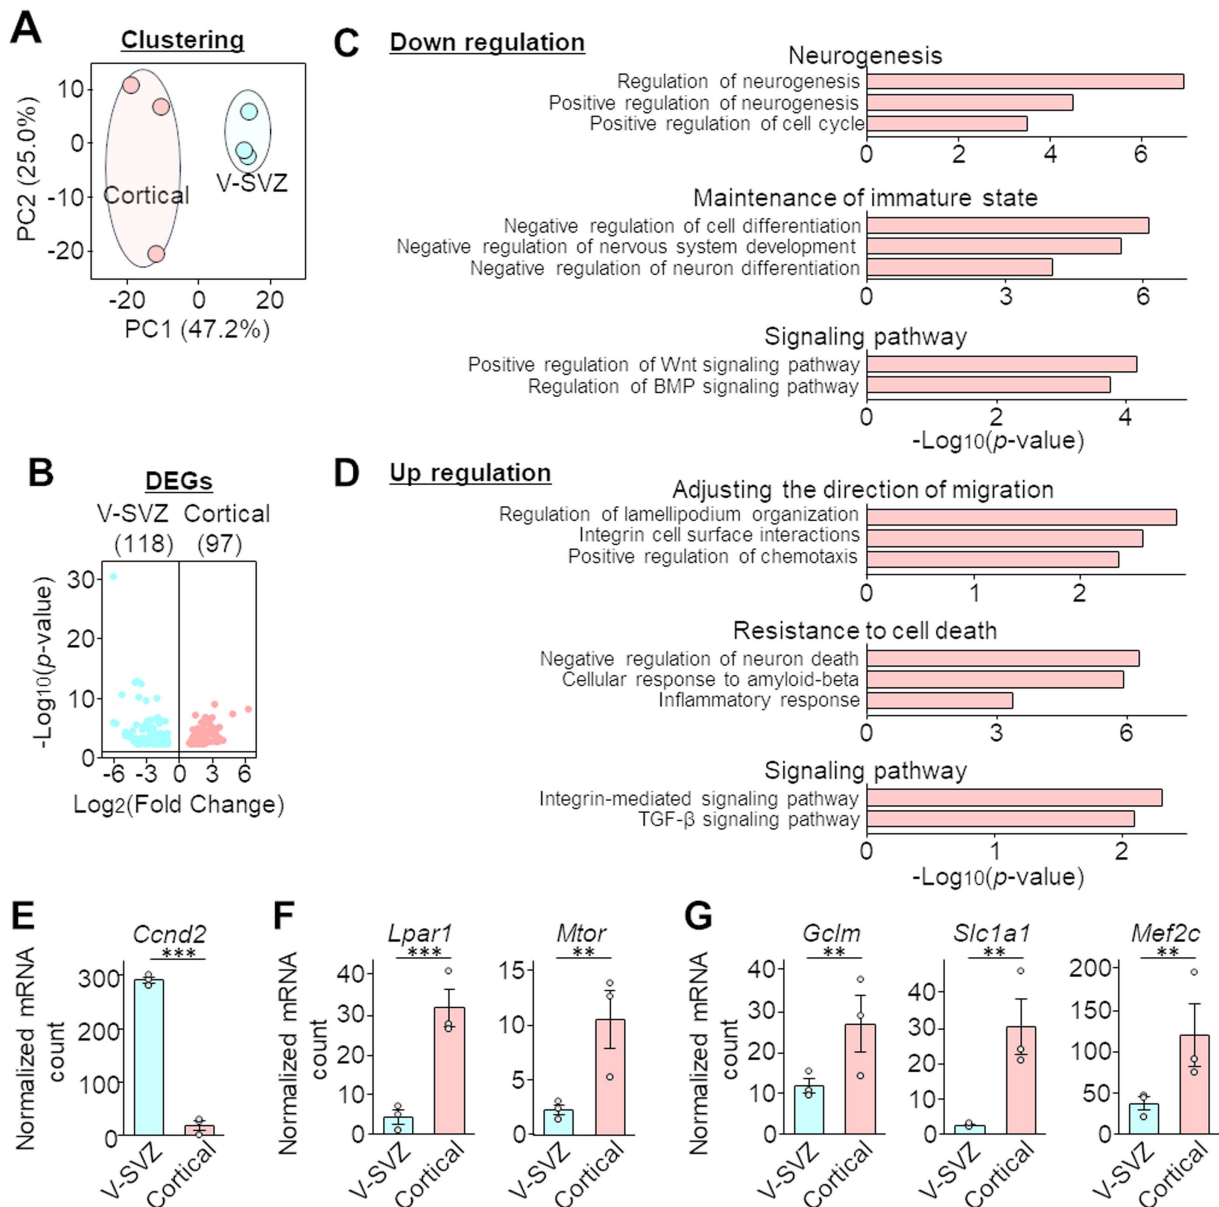 A
Clustering
PC2 (25.0%)
10
0
-10
-20
Cortical
V-SVZ
-20 0 20
PC1 (47.2%)
B
DEGs
V-SVZ Cortical
(118) (97)
-Log10(p-value)
30
20
10
0
-6 -3 0 3 6
Log2(Fold Change)
C
Down regulation
Neurogenesis
Regulation of neurogenesis
Positive regulation of neurogenesis
Positive regulation of cell cycle
0 2 4 6
Maintenance of immature state
Negative regulation of cell differentiation
Negative regulation of nervous system development
Negative regulation of neuron differentiation
0 3 6
Signaling pathway
Positive regulation of Wnt signaling pathway
Regulation of BMP signaling pathway
0 2 4
-Log10(p-value)
D
Up regulation
Adjusting the direction of migration
Regulation of lamellipodium organization
Integrin cell surface interactions
Positive regulation of chemotaxis
0 1 2
Resistance to cell death
Negative regulation of neuron death
Cellular response to amyloid-beta
Inflammatory response
0 3 6
Signaling pathway
Integrin-mediated signaling pathway
TGF-β signaling pathway
0 1 2
-Log10(p-value)
E
Ccnd2
***
Normalized mRNA
count
300
200
100
0
V-SVZ
Cortical
F
Normalized mRNA
count
Lpar1
***
40
30
20
10
0
V-SVZ
Cortical
Mtor
**
15
10
5
0
V-SVZ
Cortical
G
Normalized mRNA
count
Gclm
**
40
30
20
10
0
V-SVZ
Cortical
Slc1a1
**
40
30
20
10
0
V-SVZ
Cortical
Mef2c
**
200
150
100
50
0
V-SVZ
Cortical